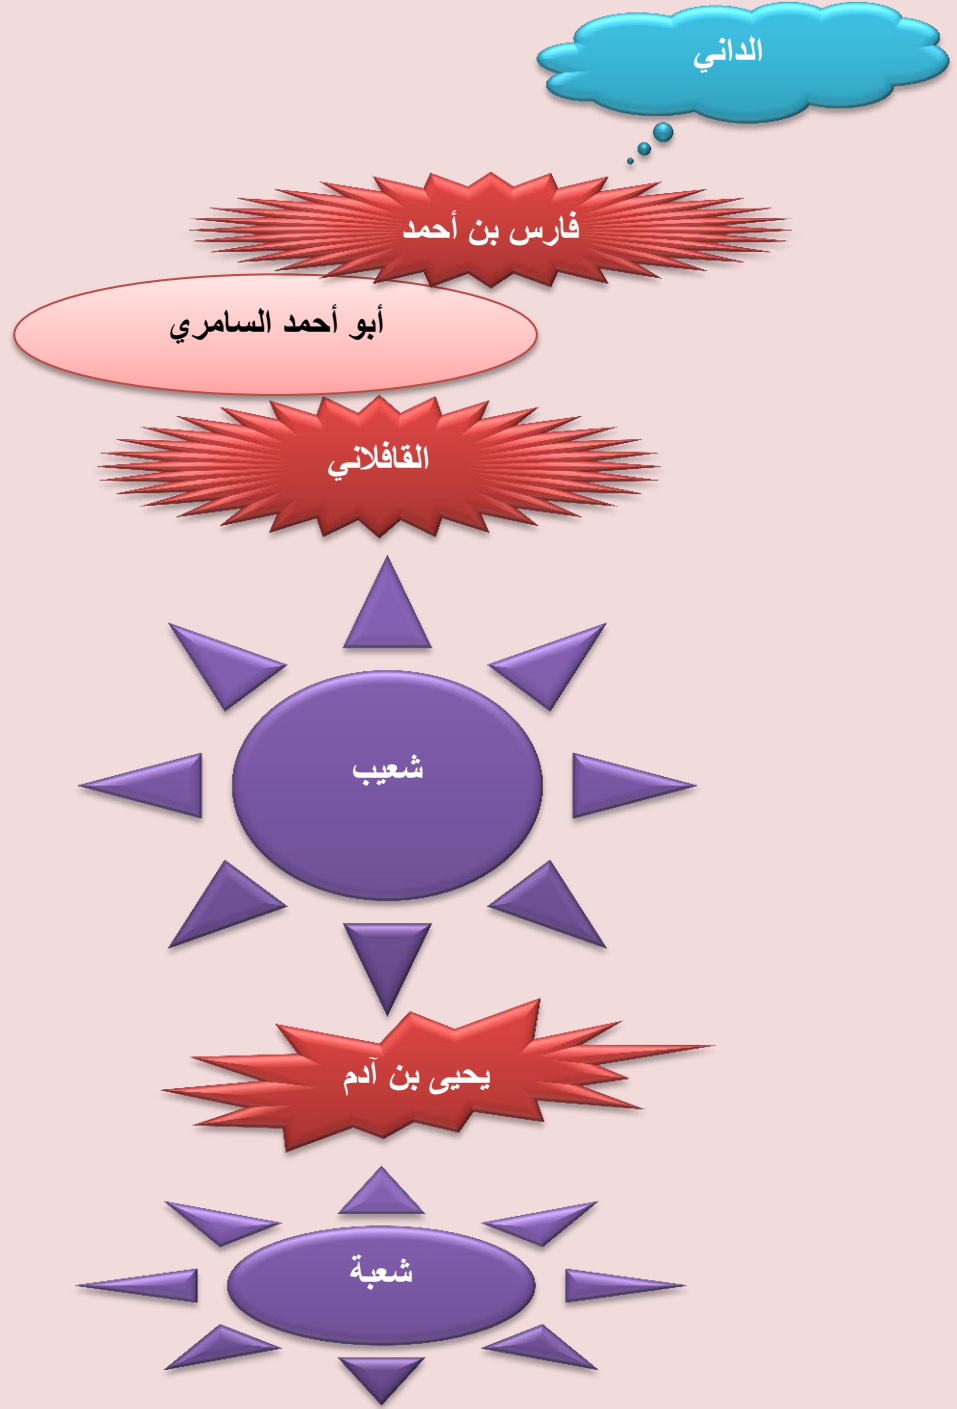 الداني
فارس بن أحمد
أبو أحمد السامري
القافلاني
شعيب
يحيى بن آدم
شعبة